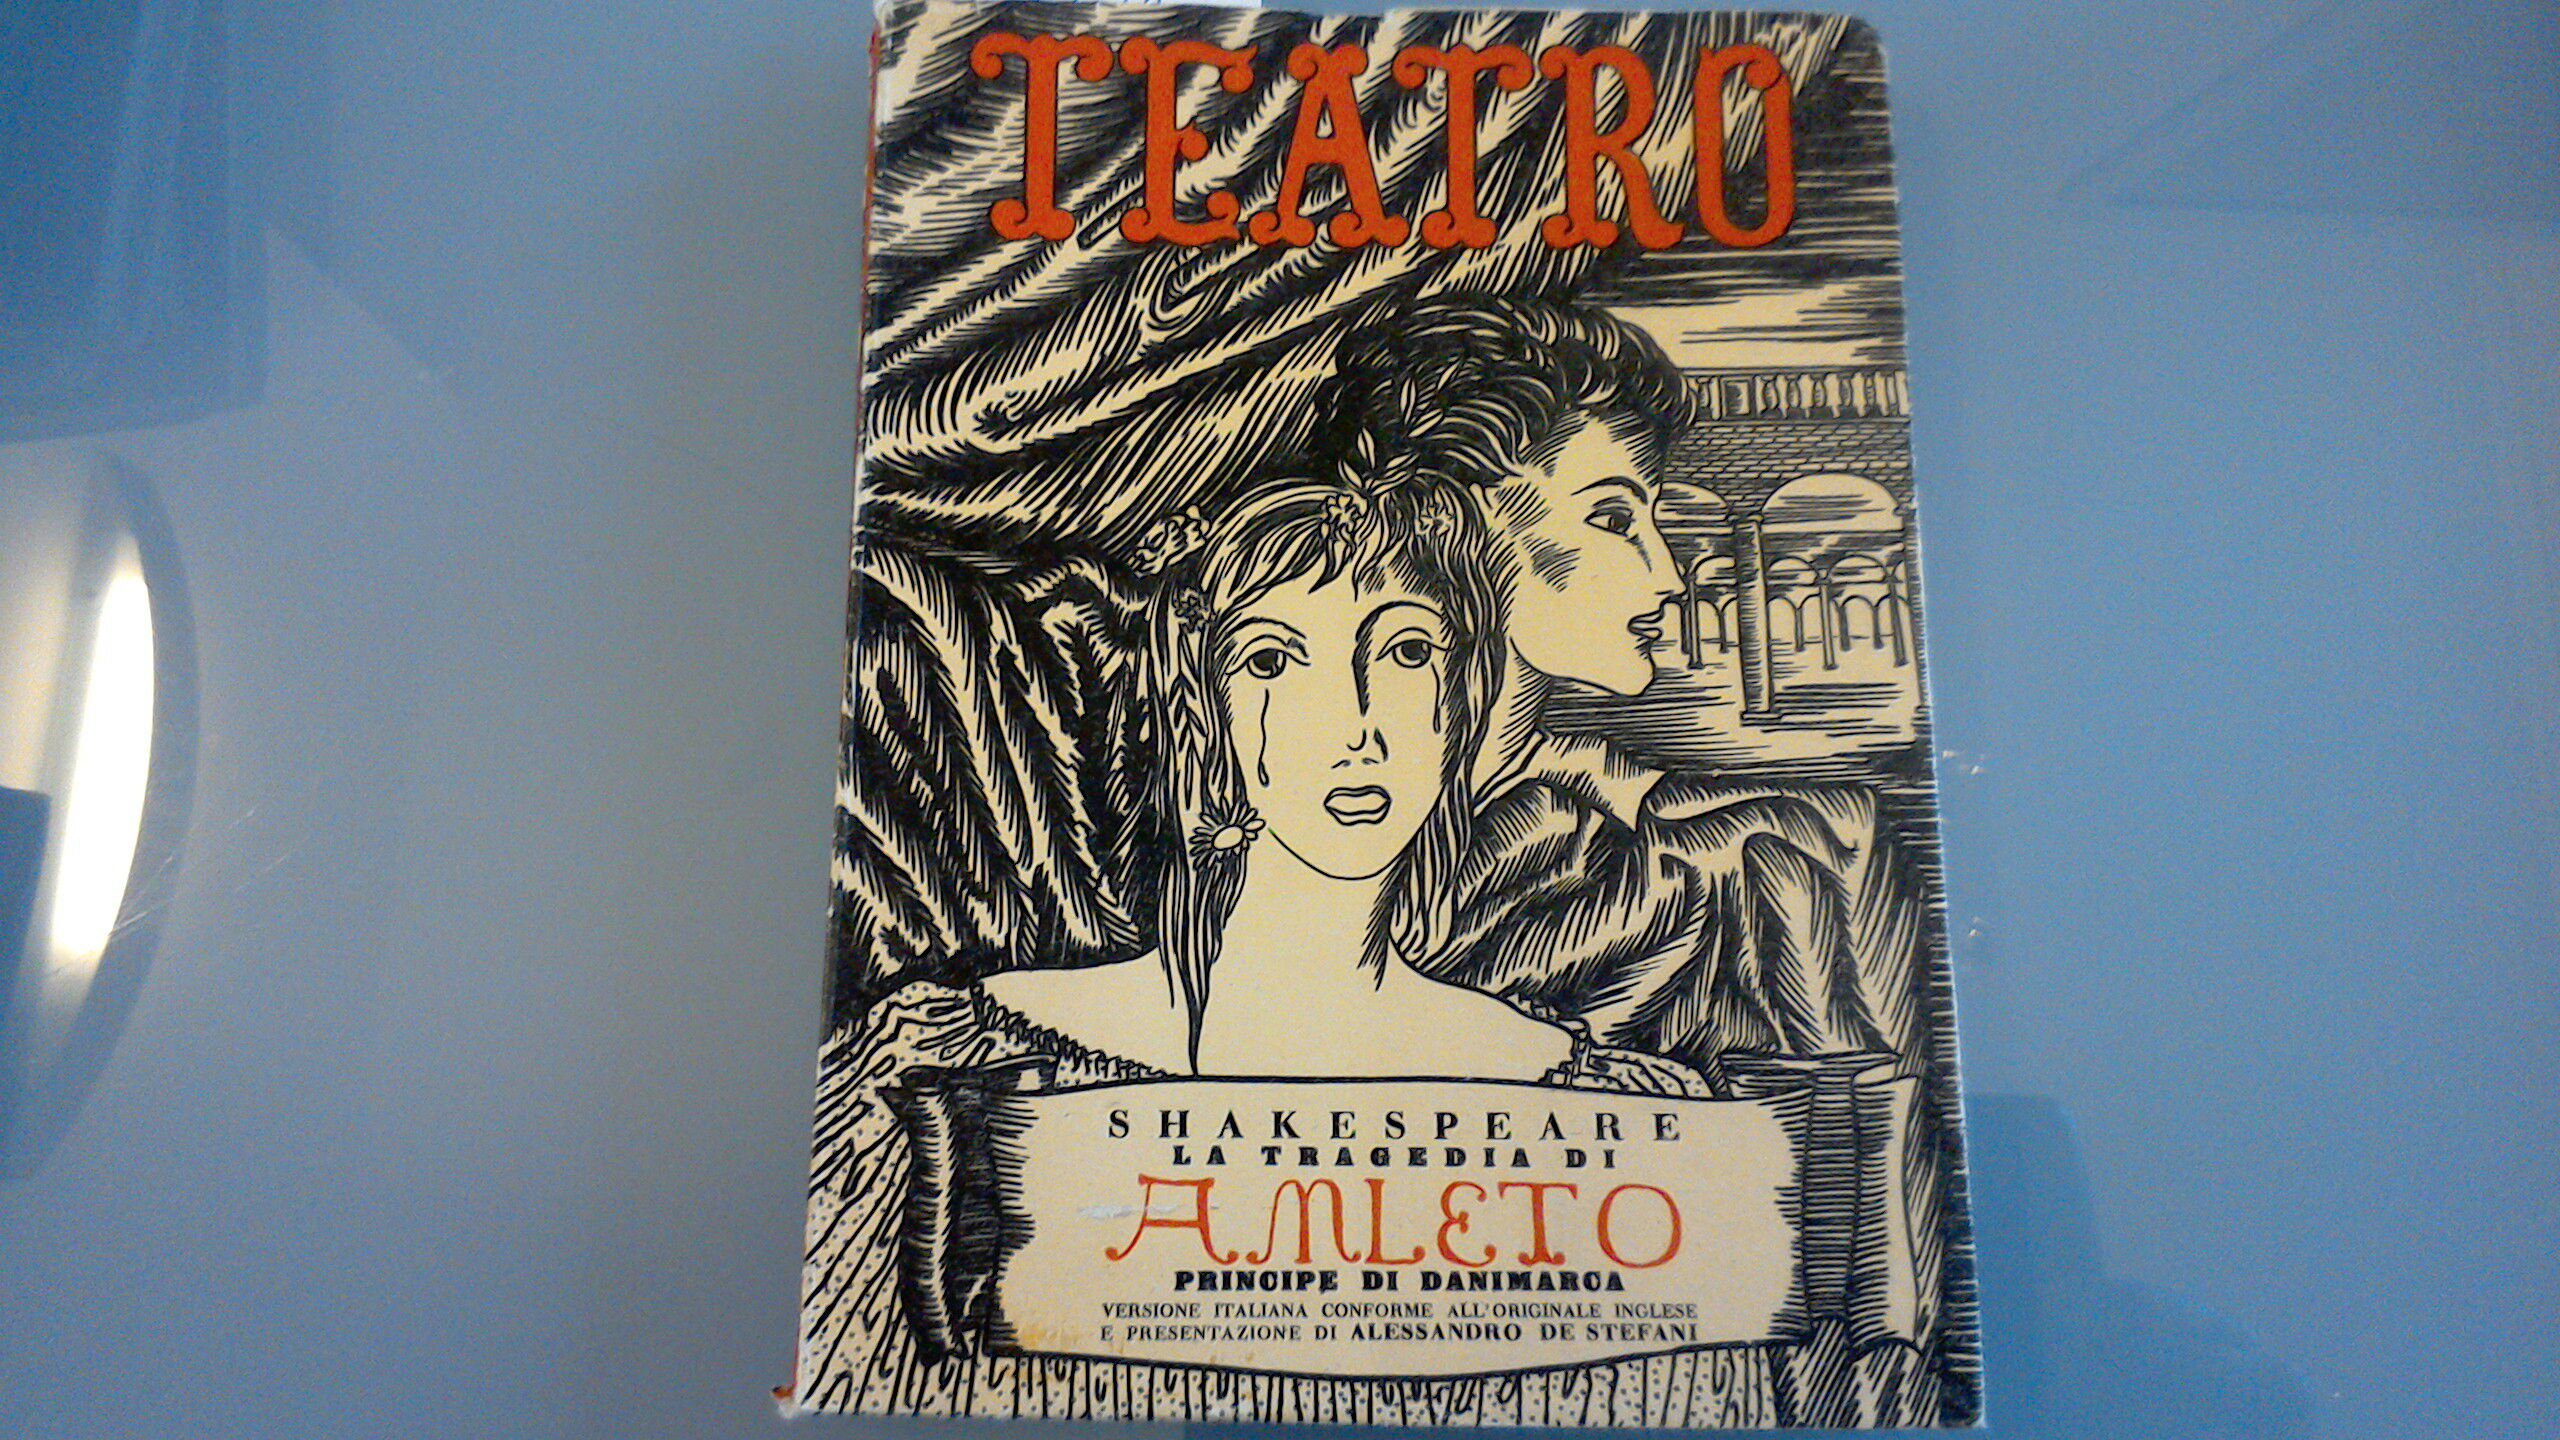 TEATRO
SHAKESPEARE
LA TRAGEDIA DI
AMLETO
PRINCIPE DI DANIMARCA
VERSIONE ITALIANA CONFORME ALL'ORIGINALE INGLESE
E PRESENTAZIONE DI ALESSANDRO DE STEFANI